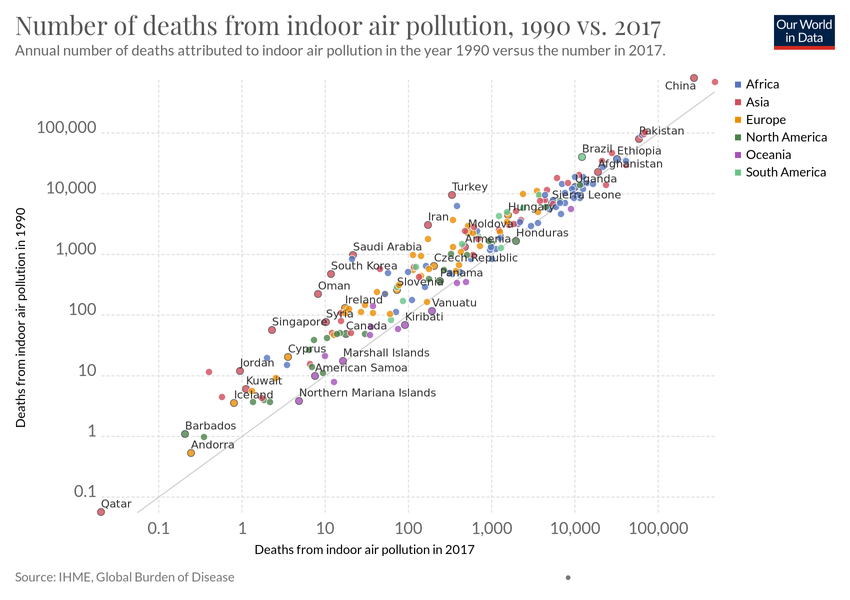 Number of deaths from indoor air pollution, 1990 vs. 2017
Annual number of deaths attributed to indoor air pollution in the year 1990 versus the number in 2017.
Our World
in Data
China
Africa
Asia
Europe
North America
Oceania
South America
100,000
Pakistan
Brazil
Ethiopia
Afghanistan
Uganda
10,000
Turkey
Sierra Leone
Hungary
Iran
Moldova
Honduras
Armenia
1,000
Saudi Arabia
Czech Republic
South Korea
Panama
Oman
Slovenia
100
Ireland
Vanuatu
Syria
Kiribati
Singapore
Canada
Cyprus
Marshall Islands
Jordan
American Samoa
10
Kuwait
Iceland
Northern Mariana Islands
1
Barbados
Andorra
0.1
Qatar
0.1
1
10
100
1,000
10,000
100,000
Deaths from indoor air pollution in 1990
Deaths from indoor air pollution in 2017
Source: IHME, Global Burden of Disease